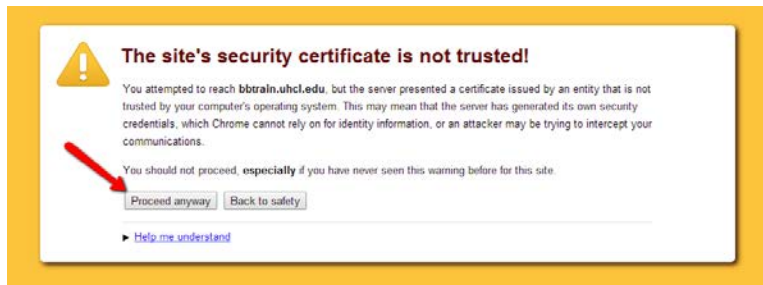 The site's security certificate is not trusted!
You attempted to reach bbtrain.uhcl.edu, but the server presented a certificate issued by an entity that is not
trusted by your computer's operating system. This may mean that the server has generated its own security
credentials, which Chrome cannot rely on for identity information, or an attacker may be trying to intercept your
communications.
You should not proceed, especially if you have never seen this warning before for this site.
Proceed anyway Back to safety
Help me understand